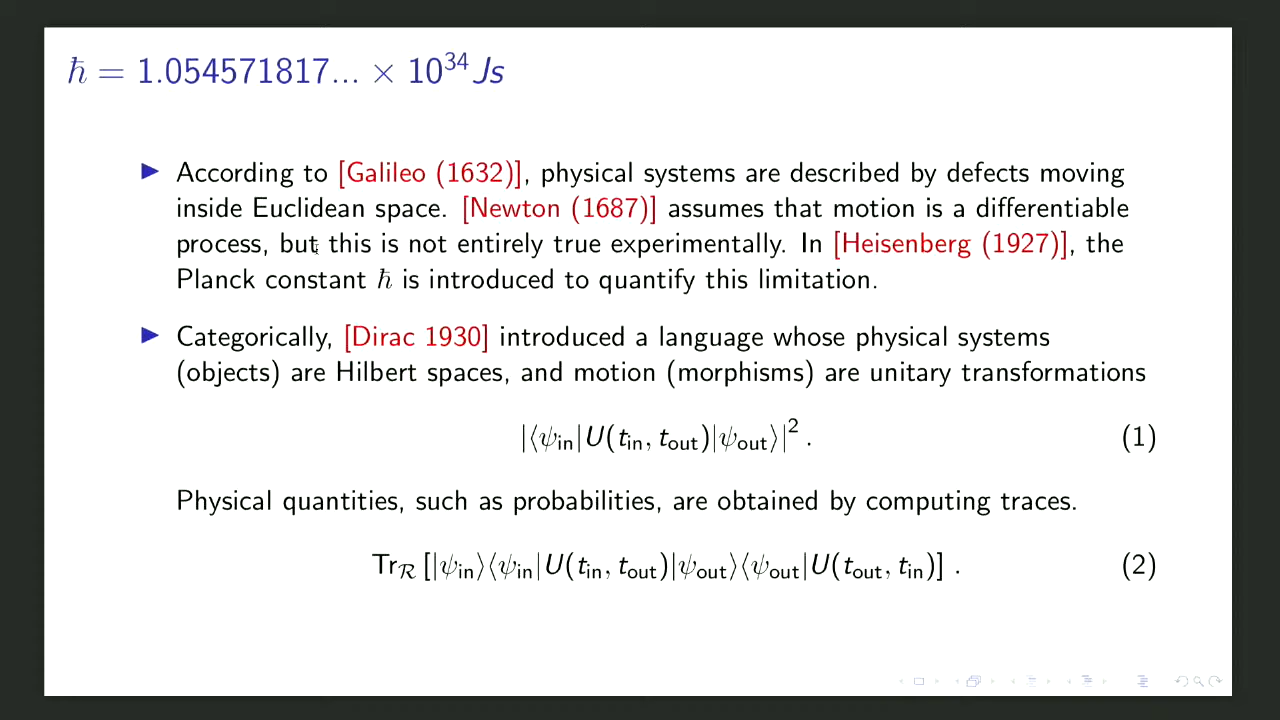 ℏ = 1.054571817... × 10³⁴ Js
▶ According to [Galileo (1632)], physical systems are described by defects moving
inside Euclidean space. [Newton (1687)] assumes that motion is a differentiable
process, but this is not entirely true experimentally. In [Heisenberg (1927)], the
Planck constant ℏ is introduced to quantify this limitation.
▶ Categorically, [Dirac 1930] introduced a language whose physical systems
(objects) are Hilbert spaces, and motion (morphisms) are unitary transformations
|⟨ψ_in|U(t_in, t_out)|ψ_out⟩|² . (1)
Physical quantities, such as probabilities, are obtained by computing traces.
Tr_ℛ [|ψ_in⟩⟨ψ_in|U(t_in, t_out)|ψ_out⟩⟨ψ_out|U(t_out, t_in)] . (2)